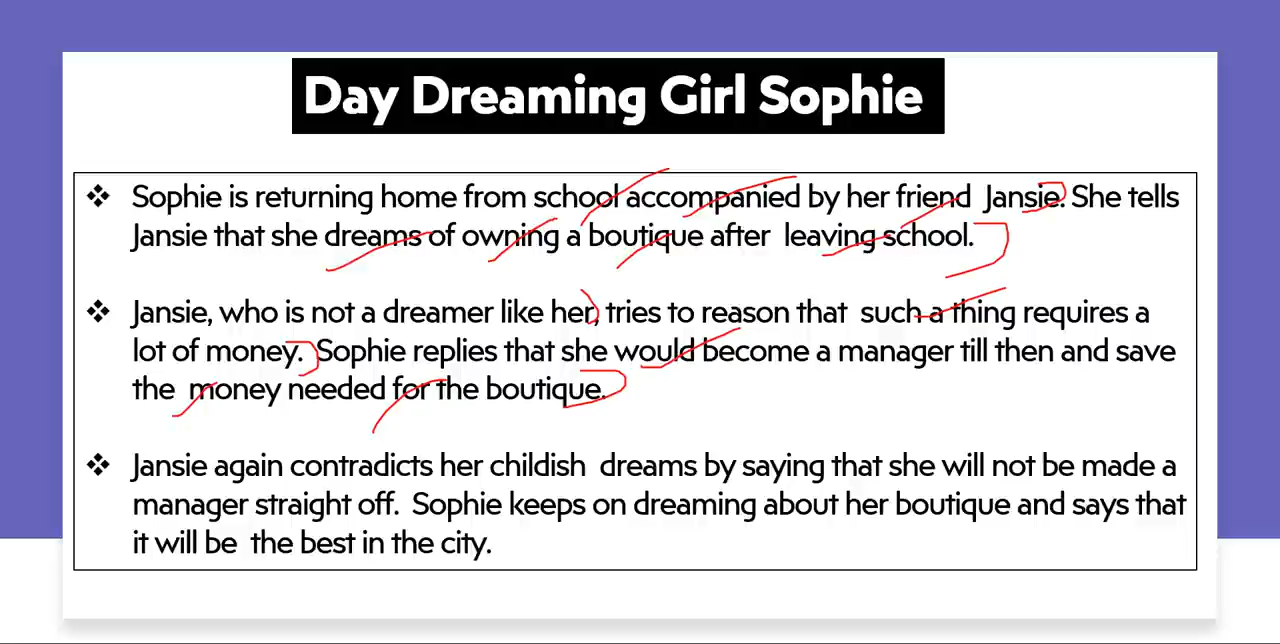 Day Dreaming Girl Sophie
❖ Sophie is returning home from school accompanied by her friend Jansie. She tells
Jansie that she dreams of owning a boutique after leaving school.
❖ Jansie, who is not a dreamer like her, tries to reason that such a thing requires a
lot of money. Sophie replies that she would become a manager till then and save
the money needed for the boutique.
❖ Jansie again contradicts her childish dreams by saying that she will not be made a
manager straight off. Sophie keeps on dreaming about her boutique and says that
it will be the best in the city.